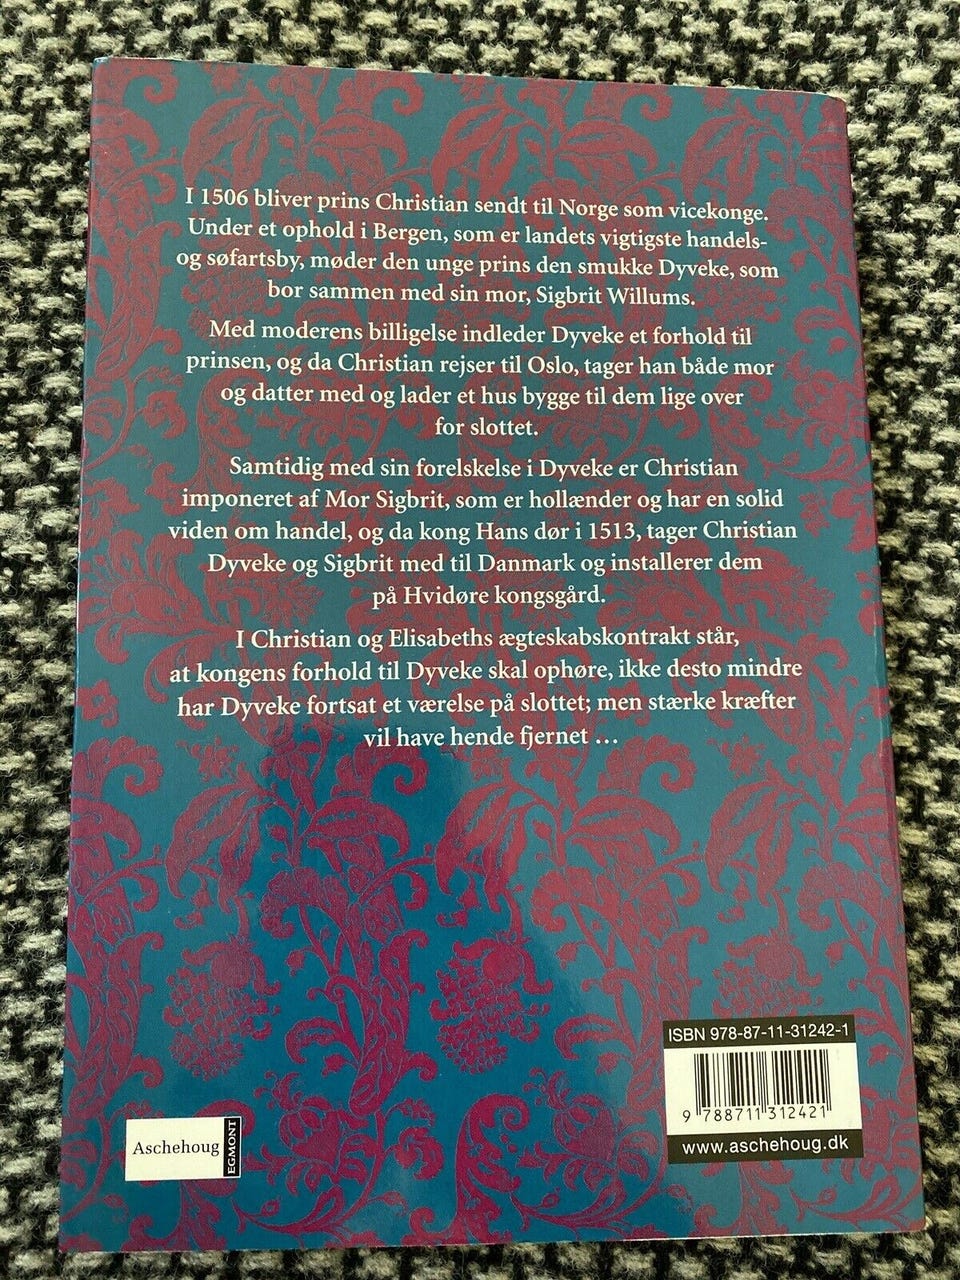 I 1506 bliver prins Christian sendt til Norge som vicekonge.
Under et ophold i Bergen, som er landets vigtigste handels-
og søfartsby, møder den unge prins den smukke Dyveke, som
bor sammen med sin mor, Sigbrit Willums.
Med moderens billigelse indleder Dyveke et forhold til
prinsen, og da Christian rejser til Oslo, tager han både mor
og datter med og lader et hus bygge til dem lige over
for slottet.
Samtidig med sin forelskelse i Dyveke er Christian
imponeret af Mor Sigbrit, som er hollænder og har en solid
viden om handel, og da kong Hans dør i 1513, tager Christian
Dyveke og Sigbrit med til Danmark og installerer dem
på Hvidøre kongsgård.
I Christian og Elisabeths ægteskabskontrakt står,
at kongens forhold til Dyveke skal ophøre, ikke desto mindre
har Dyveke fortsat et værelse på slottet; men stærke kræfter
vil have hende fjernet …
ISBN 978-87-11-31242-1
9 788711 312421
www.aschehoug.dk
Aschehoug
EGMONT